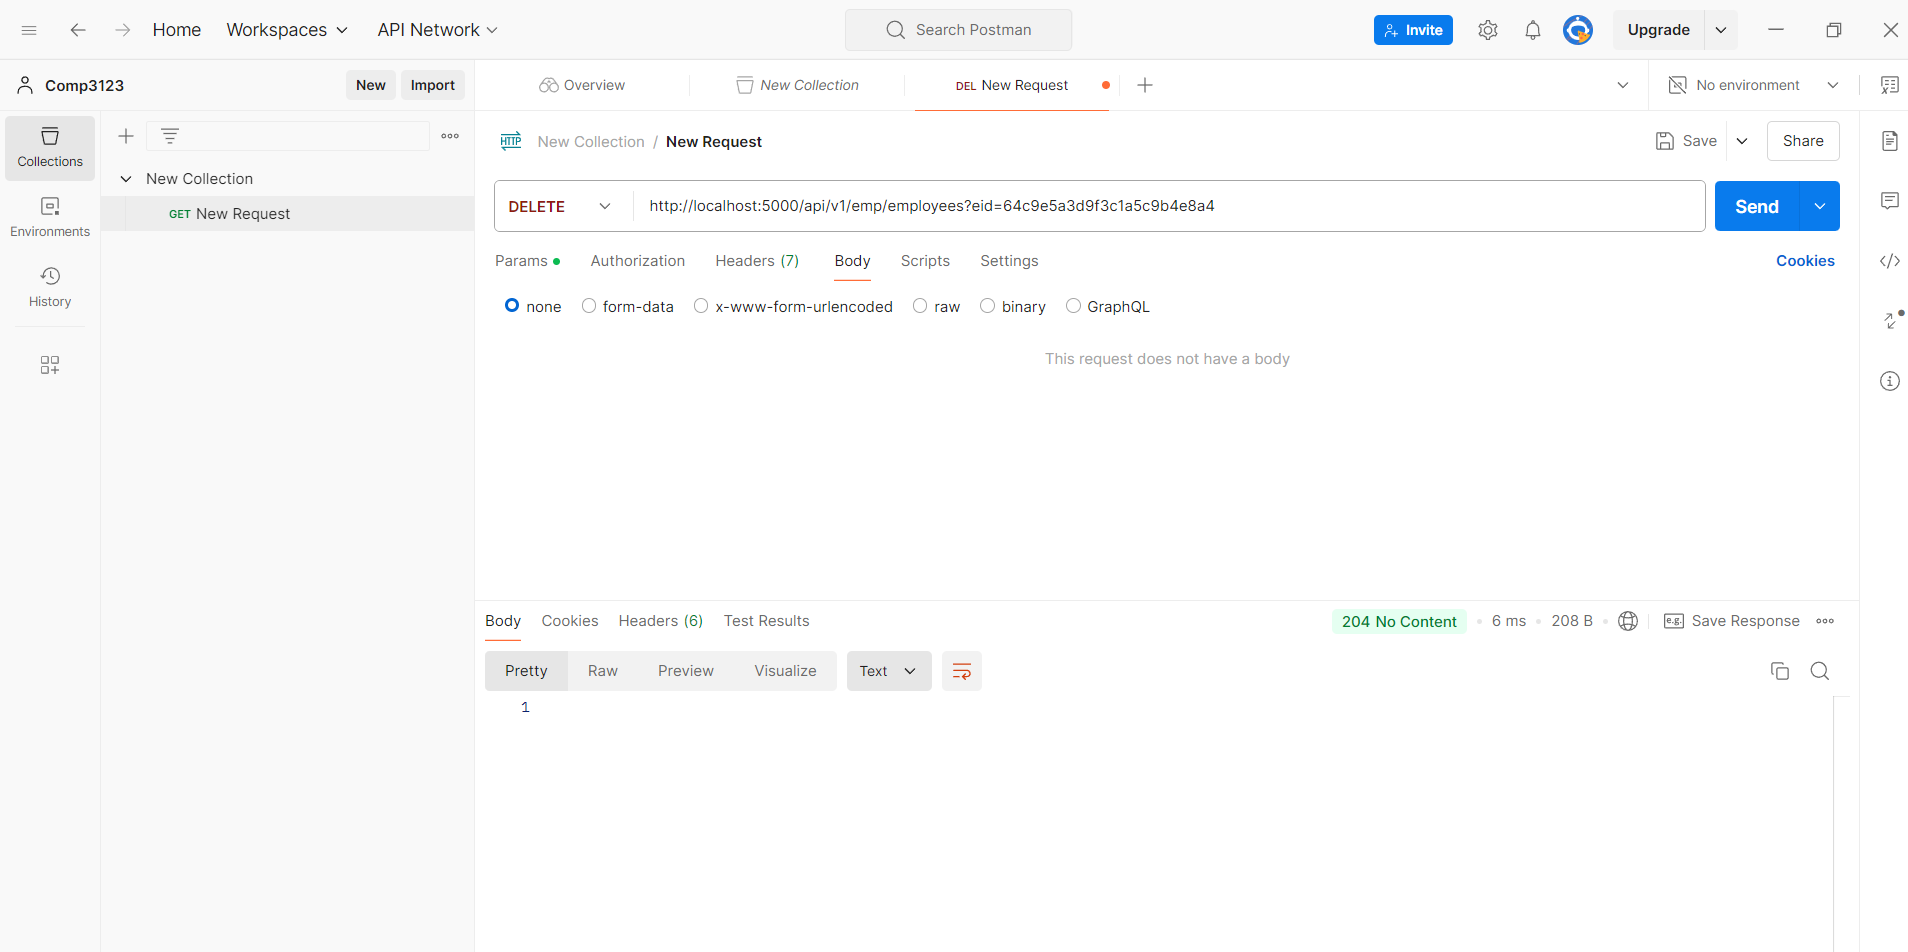 Home Workspaces API Network Search Postman Invite Upgrade
Comp3123 New Import Overview New Collection DEL New Request No environment
Collections
New Collection / New Request Save Share
New Collection
GET New Request
DELETE http://localhost:5000/api/v1/emp/employees?eid=64c9e5a3d9f3c1a5c9b4e8a4 Send
Environments
Params Authorization Headers (7) Body Scripts Settings Cookies
History
none form-data x-www-form-urlencoded raw binary GraphQL
This request does not have a body
Body Cookies Headers (6) Test Results 204 No Content 6 ms 208 B e.g. Save Response
Pretty Raw Preview Visualize Text
1